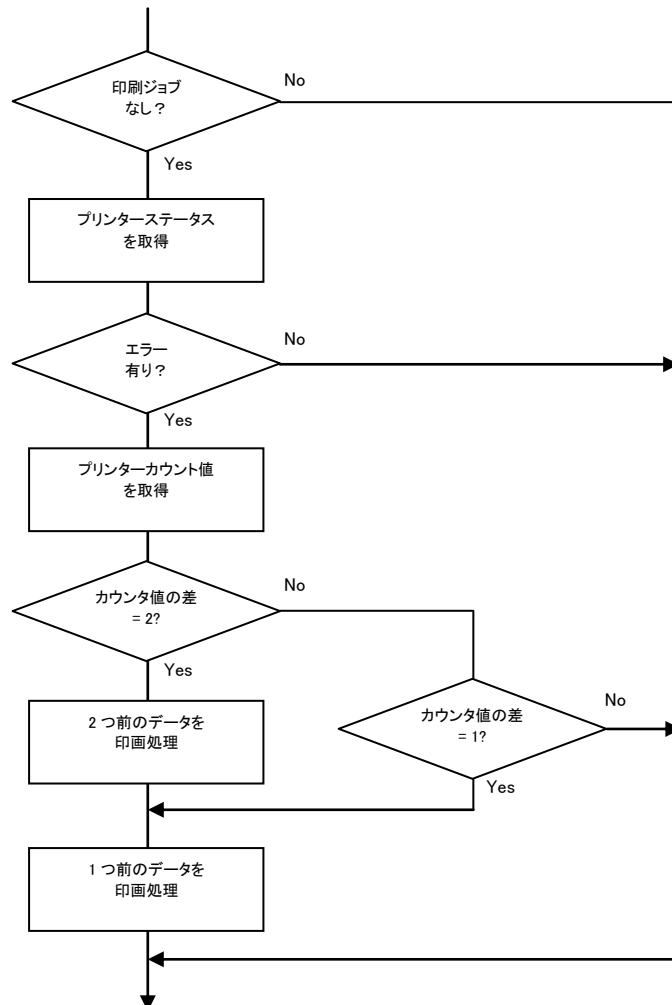 印刷ジョブ
なし？
No
Yes
プリンターステータス
を取得
エラー
有り？
No
Yes
プリンターカウント値
を取得
カウンタ値の差
= 2?
No
Yes
2 つ前のデータを
印画処理
カウンタ値の差
= 1?
No
Yes
1 つ前のデータを
印画処理